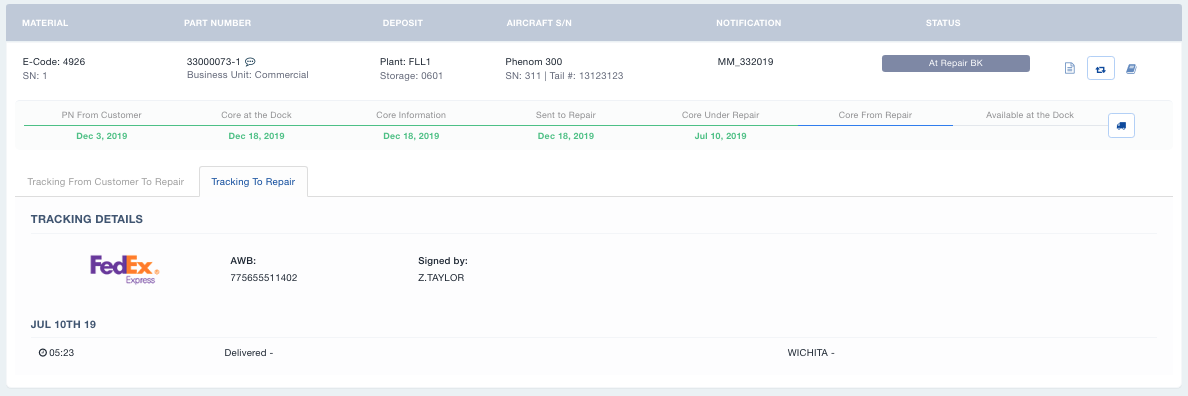 MATERIAL PART NUMBER DEPOSIT AIRCRAFT S/N NOTIFICATION STATUS
E-Code: 4926 33000073-1 Plant: FLL1 Phenom 300 MM_332019 At Repair BK
SN: 1 Business Unit: Commercial Storage: 0601 SN: 311 | Tail #: 13123123
PN From Customer Core at the Dock Core Information Sent to Repair Core Under Repair Core From Repair Available at the Dock
Dec 3, 2019 Dec 18, 2019 Dec 18, 2019 Dec 18, 2019 Jul 10, 2019
Tracking From Customer To Repair Tracking To Repair
TRACKING DETAILS
FedEx® Express
AWB: Signed by:
775655511402 Z.TAYLOR
JUL 10TH 19
05:23 Delivered - WICHITA -